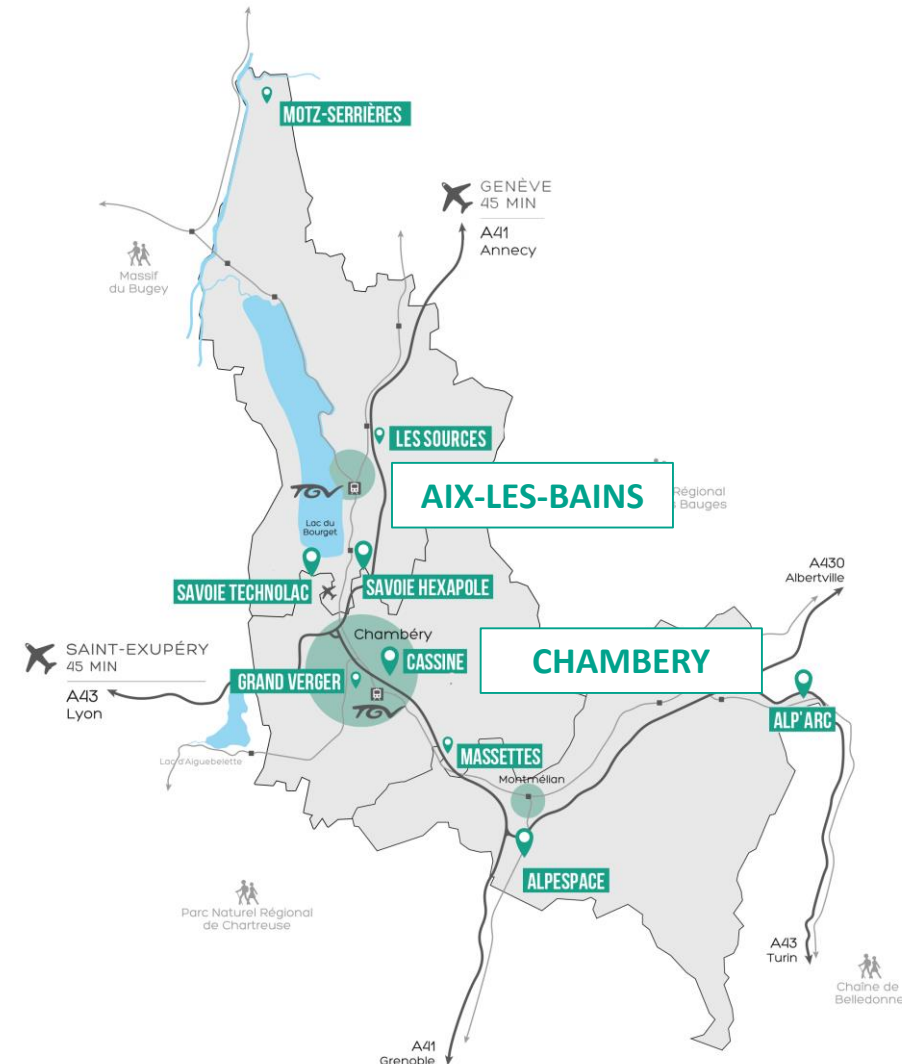 MOTZ-SERRIÈRES
GENÈVE
45 MIN
A41
Annecy
Massif
du Bugey
LES SOURCES
TGV
AIX-LES-BAINS
Régional
Bauges
Lac du
Bourget
A430
Albertville
SAVOIE TECHNOLAC
SAVOIE HEXAPOLE
SAINT-EXUPÉRY
45 MIN
A43
Lyon
Chambéry
CASSINE
CHAMBERY
GRAND VERGER
TGV
ALP'ARC
MASSETTES
Lac d'Aiguebelette
Montmélian
ALPESPACE
Parc Naturel Régional
de Chartreuse
A43
Turin
Chaîne de
Belledonne
A41
Grenoble